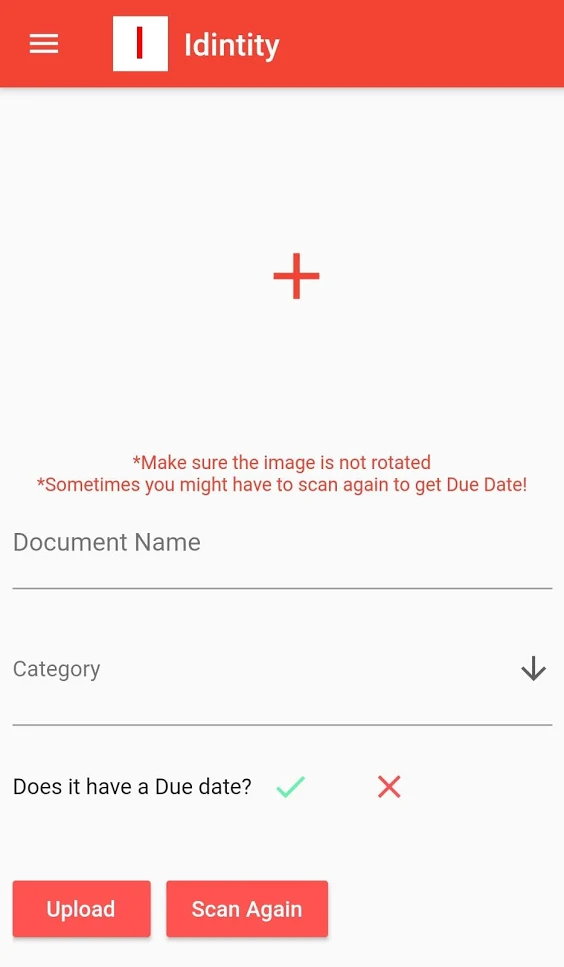 I
Idintity
*Make sure the image is not rotated
*Sometimes you might have to scan again to get Due Date!
Document Name
Category
Does it have a Due date?
Upload
Scan Again